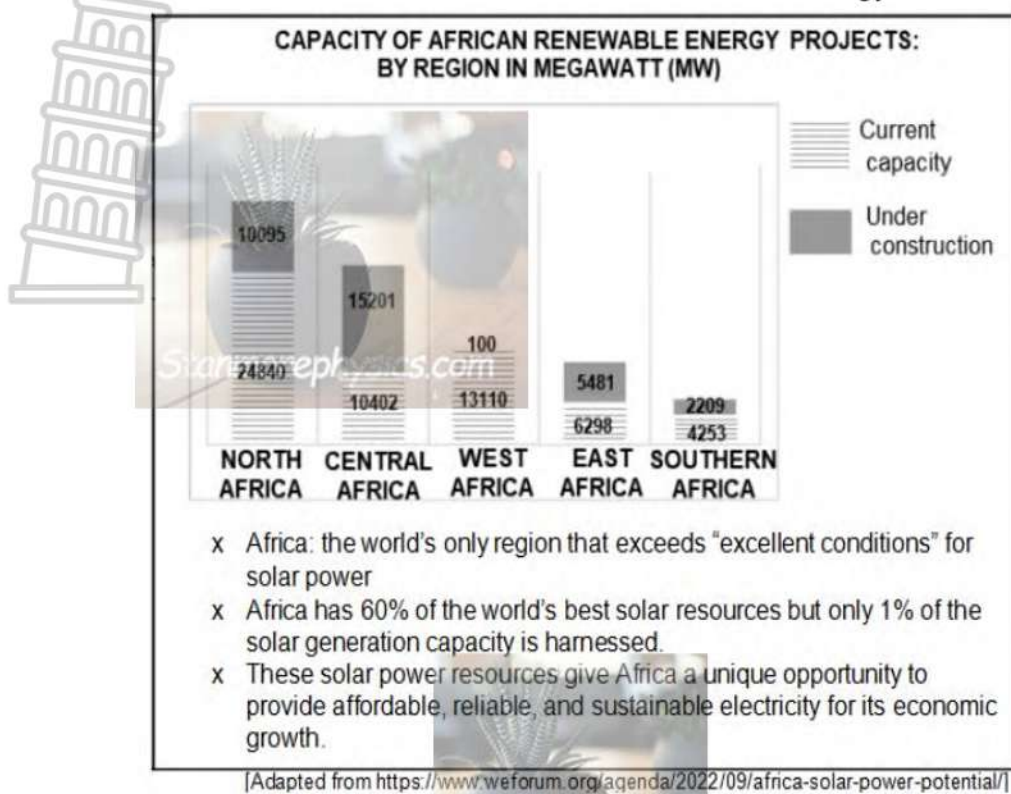 CAPACITY OF AFRICAN RENEWABLE ENERGY PROJECTS:
BY REGION IN MEGAWATT (MW)
Current
capacity
Under
construction
10095
15201
100
Stanmorephysics.com
24840
10402
13110
5481
6298
2209
4253
NORTH CENTRAL WEST EAST SOUTHERN
AFRICA AFRICA AFRICA AFRICA AFRICA
x Africa: the world's only region that exceeds “excellent conditions” for
solar power
x Africa has 60% of the world's best solar resources but only 1% of the
solar generation capacity is harnessed.
x These solar power resources give Africa a unique opportunity to
provide affordable, reliable, and sustainable electricity for its economic
growth.
[Adapted from https://www.weforum.org/agenda/2022/09/africa-solar-power-potential/]